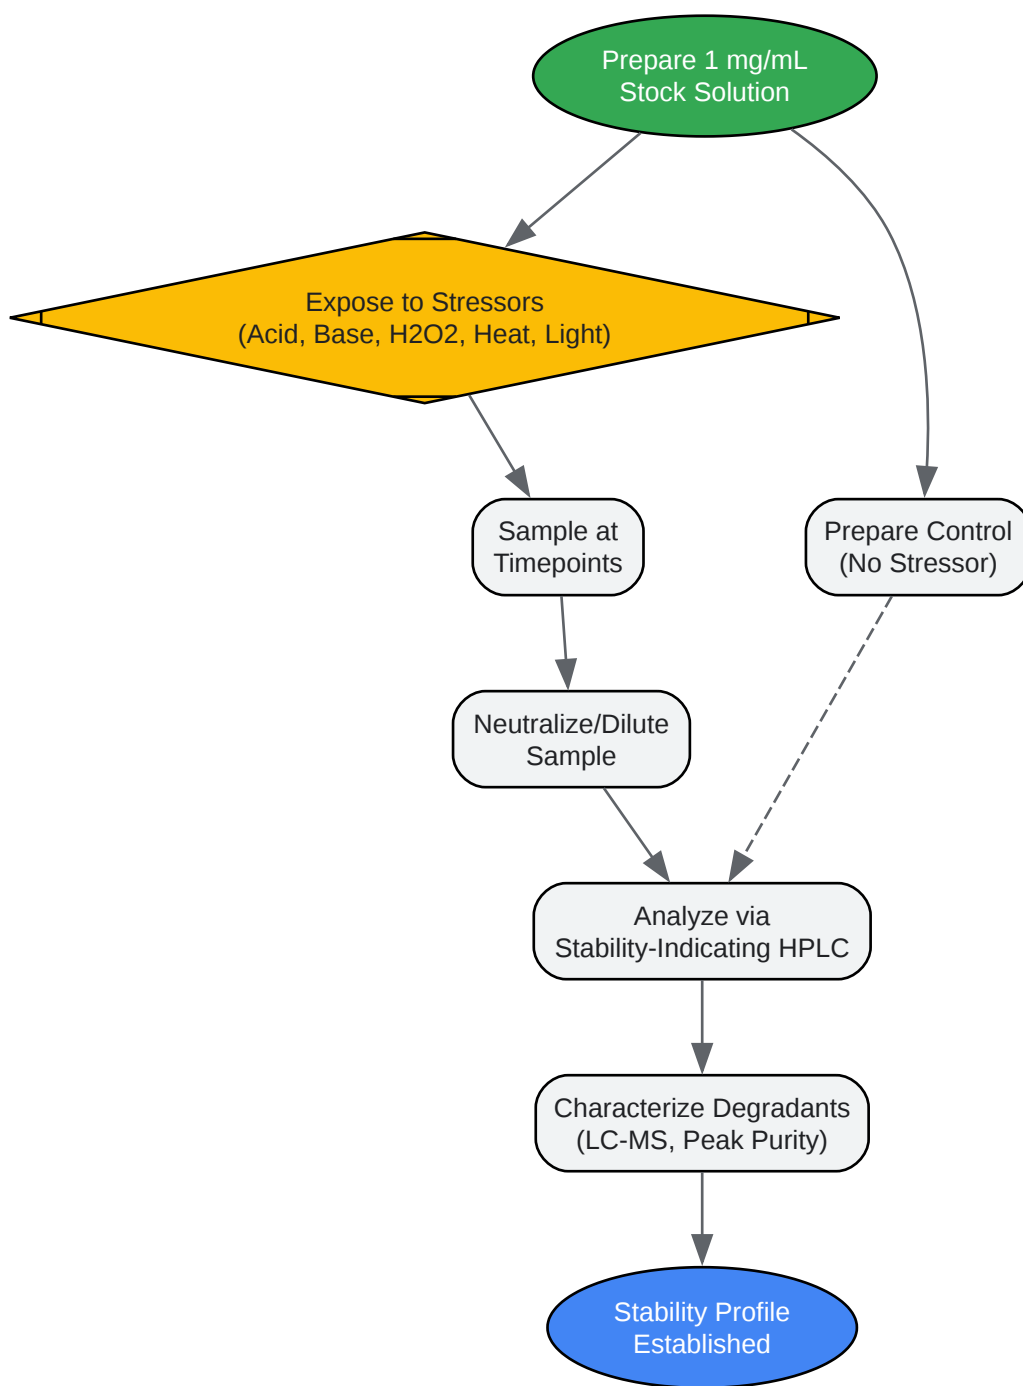 Prepare 1 mg/mL
Stock Solution
Expose to Stressors
(Acid, Base, H2O2, Heat, Light)
Sample at
Timepoints
Prepare Control
(No Stressor)
Neutralize/Dilute
Sample
Analyze via
Stability-Indicating HPLC
Characterize Degradants
(LC-MS, Peak Purity)
Stability Profile
Established